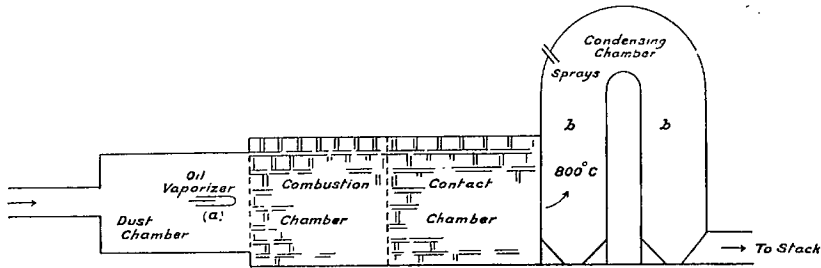 Condensing
Chamber
Sprays
b
b
800°C
Oil
Vaporizer
(a)
Dust
Chamber
Combustion
Chamber
Contact
Chamber
To Stack